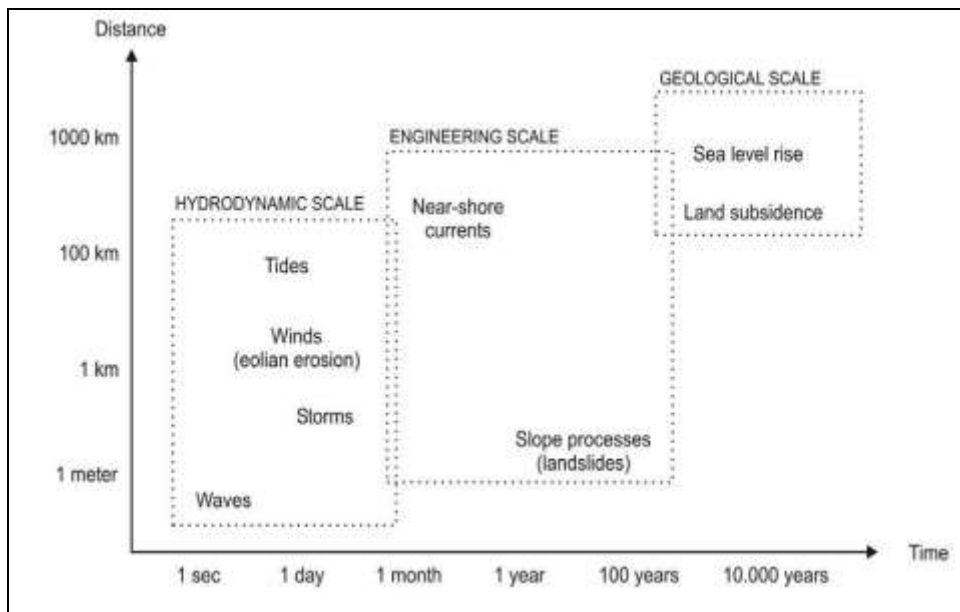 Distance
GEOLOGICAL SCALE
1000 km
ENGINEERING SCALE
Sea level rise
HYDRODYNAMIC SCALE
Near-shore
currents
Land subsidence
100 km
Tides
Winds
(eolian erosion)
1 km
Storms
Slope processes
(landslides)
1 meter
Waves
Time
1 sec
1 day
1 month
1 year
100 years
10.000 years